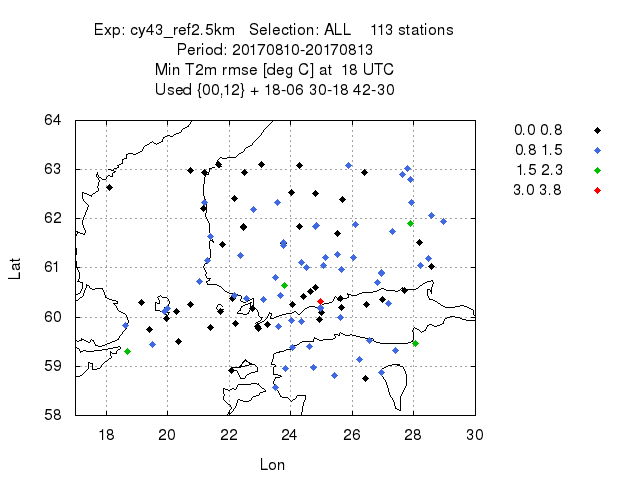 Exp: cy43_ref2.5km Selection: ALL 113 stations
Period: 20170810-20170813
Min T2m rmse [deg C] at 18 UTC
Used {00,12} + 18-06 30-18 42-30
64
63
62
61
60
59
58
Lat
18 20 22 24 26 28 30
Lon
0.0 0.8
0.8 1.5
1.5 2.3
3.0 3.8